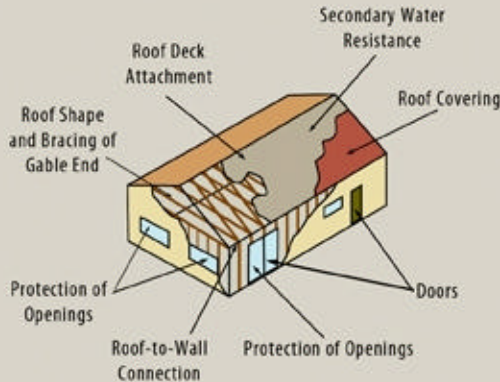 Secondary Water
Resistance
Roof Deck
Attachment
Roof Covering
Roof Shape
and Bracing of
Gable End
Protection of
Openings
Doors
Roof-to-Wall
Connection
Protection of Openings